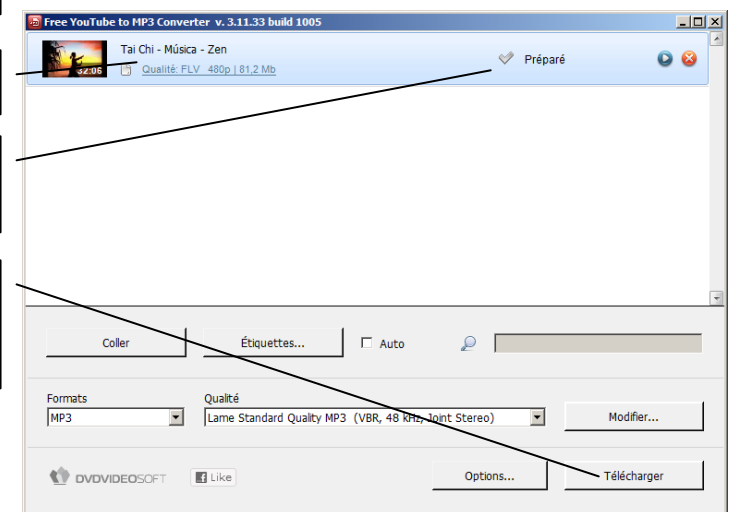 Free YouTube to MP3 Converter v. 3.11.33 build 1005
Tai Chi - Música - Zen
32:06
Qualité: FLV 480p | 81,2 Mb
Préparé
Coller
Étiquettes...
Auto
Formats
Qualité
MP3
Lame Standard Quality MP3 (VBR, 48 kHz, Joint Stereo)
Modifier...
DVDVIDEOSOFT
Like
Options...
Télécharger